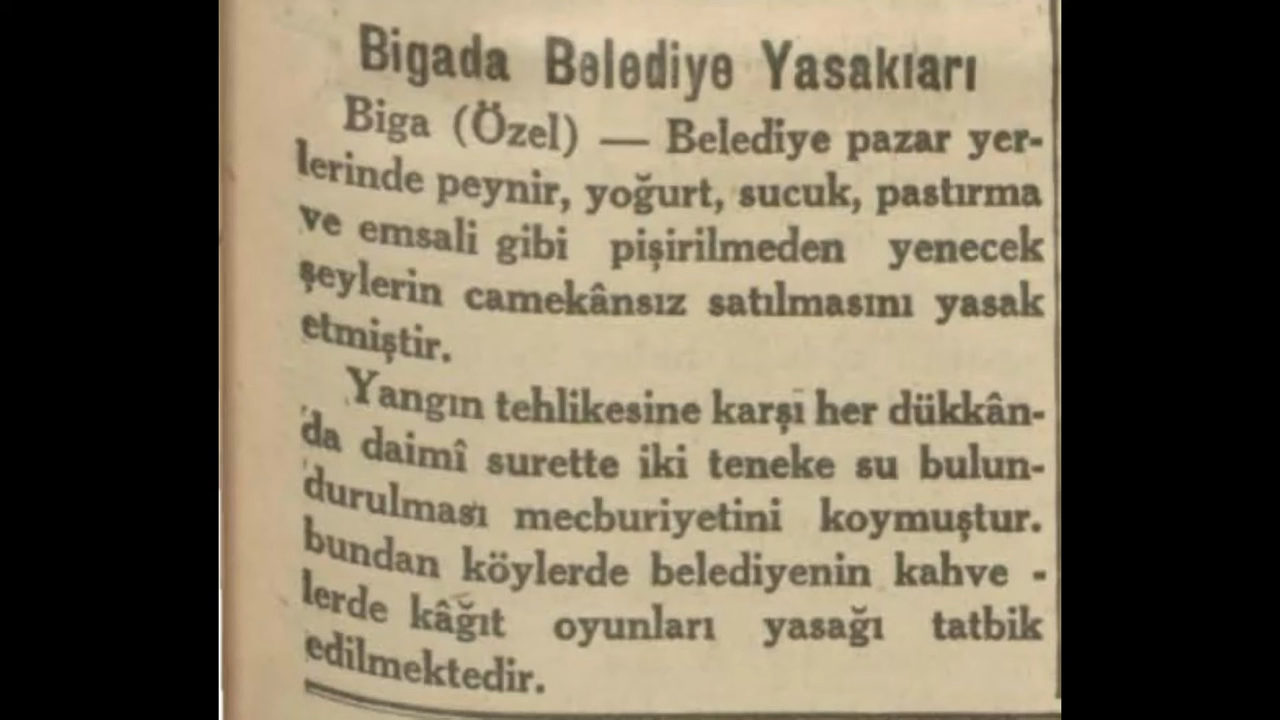 Bigada Belediye Yasakları
Biga (Özel) — Belediye pazar yer-
lerinde peynir, yoğurt, sucuk, pastırma
ve emsali gibi pişirilmeden yenecek
şeylerin camekânsız satılmasını yasak
etmiştir.
Yangın tehlikesine karşi her dükkân-
da daimî surette iki teneke su bulun-
durulması mecburiyetini koymuştur.
bundan köylerde belediyenin kahve -
lerde kâğıt oyunları yasağı tatbik
edilmektedir.